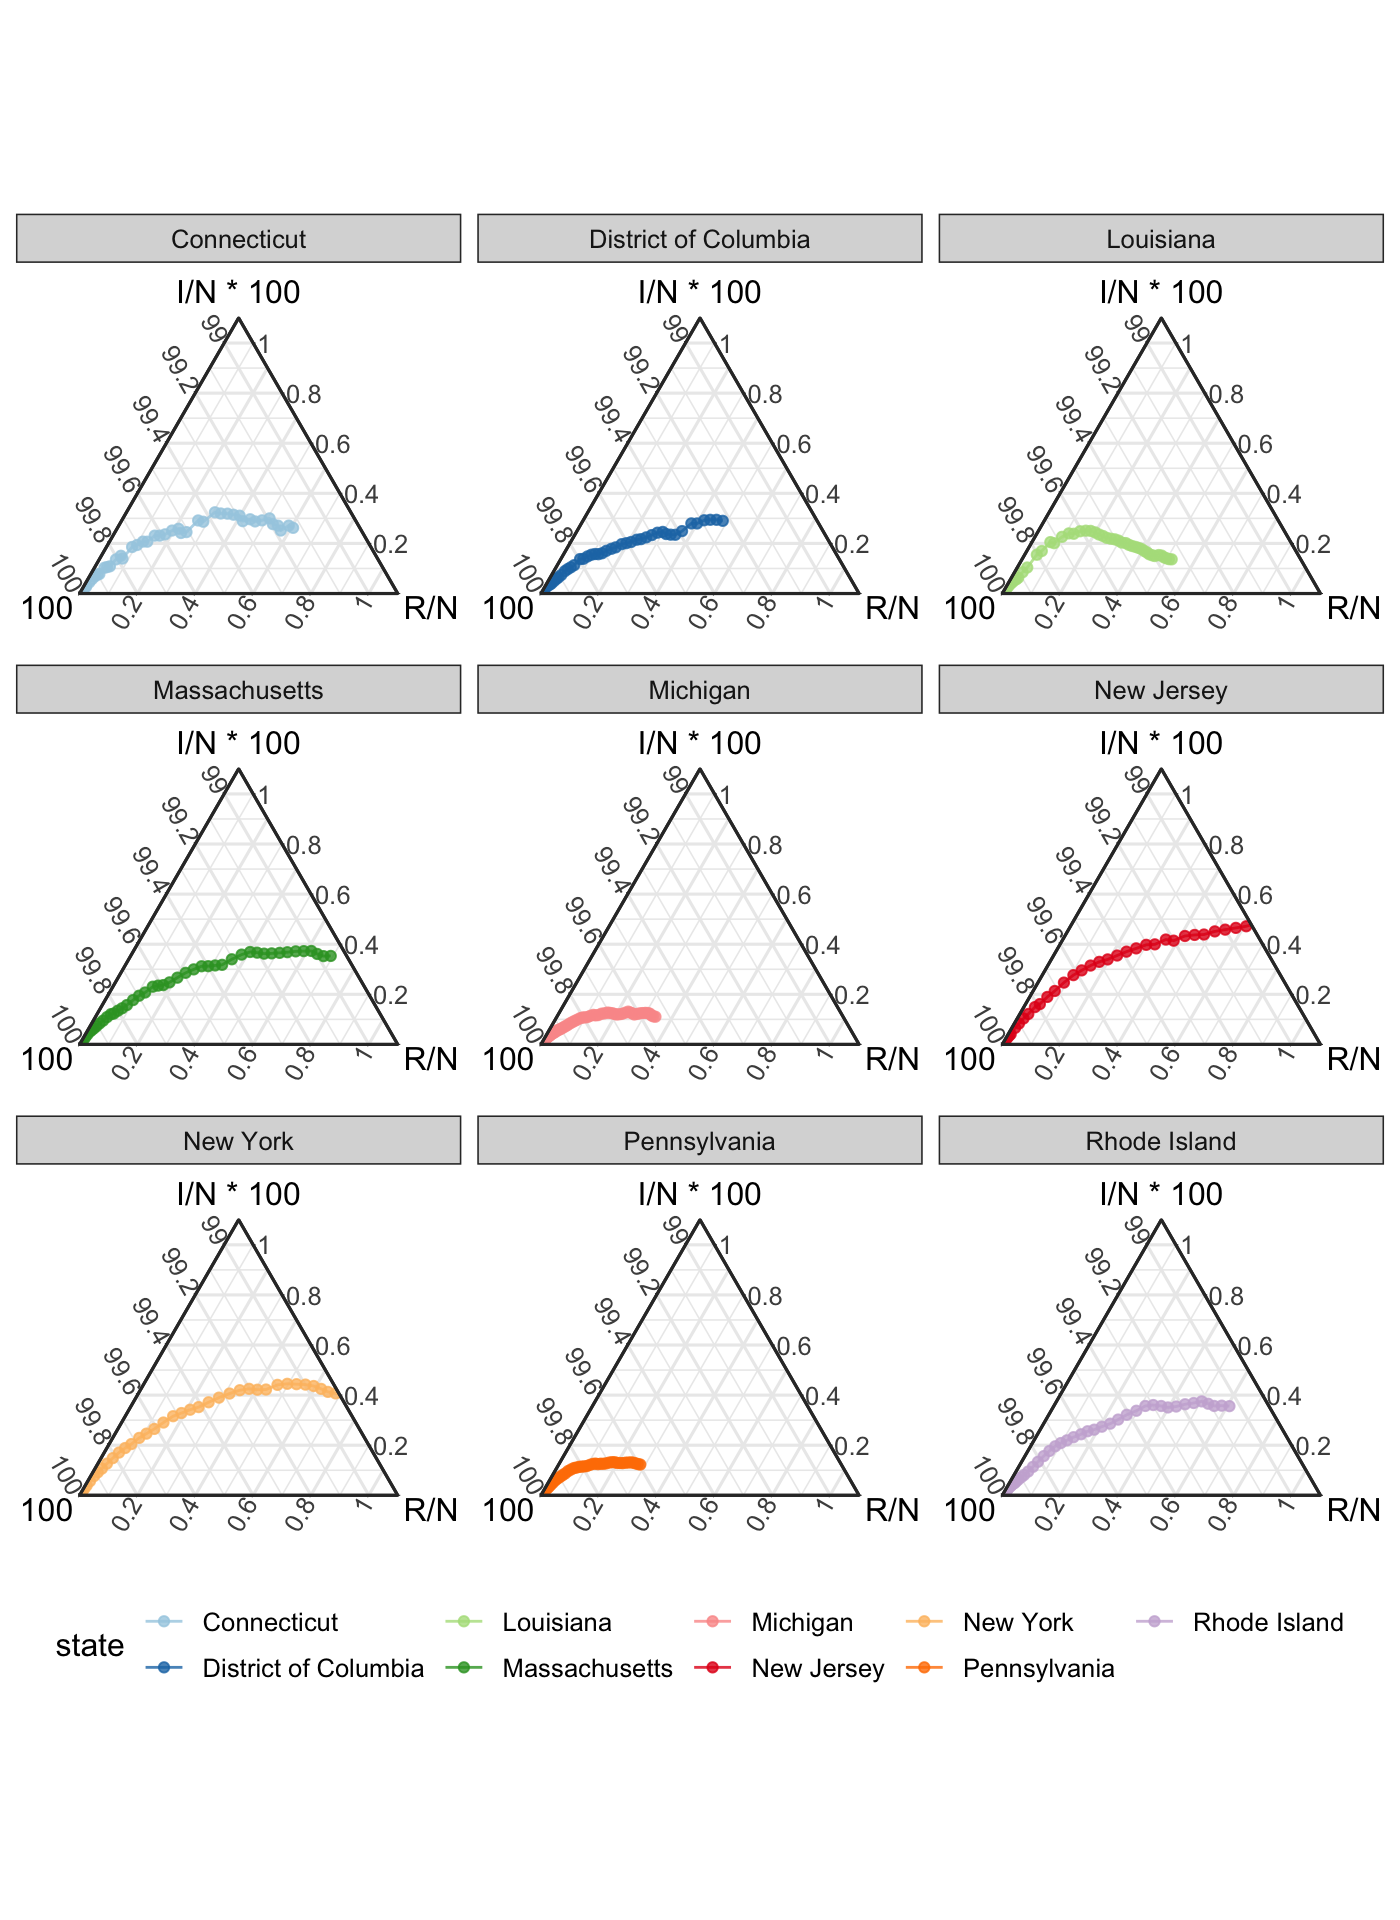 Connecticut District of Columbia Louisiana
I/N * 100 I/N * 100 I/N * 100
99 1 99 1 99 1
99.2 0.8 99.2 0.8 99.2 0.8
99.4 0.6 99.4 0.6 99.4 0.6
99.6 0.4 99.6 0.4 99.6 0.4
99.8 0.2 99.8 0.2 99.8 0.2
100 100 100
100 0.2 0.4 0.6 0.8 1 R/N 100 0.2 0.4 0.6 0.8 1 R/N 100 0.2 0.4 0.6 0.8 1 R/N
Massachusetts Michigan New Jersey
I/N * 100 I/N * 100 I/N * 100
99 1 99 1 99 1
99.2 0.8 99.2 0.8 99.2 0.8
99.4 0.6 99.4 0.6 99.4 0.6
99.6 0.4 99.6 0.4 99.6 0.4
99.8 0.2 99.8 0.2 99.8 0.2
100 100 100
100 0.2 0.4 0.6 0.8 1 R/N 100 0.2 0.4 0.6 0.8 1 R/N 100 0.2 0.4 0.6 0.8 1 R/N
New York Pennsylvania Rhode Island
I/N * 100 I/N * 100 I/N * 100
99 1 99 1 99 1
99.2 0.8 99.2 0.8 99.2 0.8
99.4 0.6 99.4 0.6 99.4 0.6
99.6 0.4 99.6 0.4 99.6 0.4
99.8 0.2 99.8 0.2 99.8 0.2
100 100 100
100 0.2 0.4 0.6 0.8 1 R/N 100 0.2 0.4 0.6 0.8 1 R/N 100 0.2 0.4 0.6 0.8 1 R/N
state
Connecticut Louisiana Michigan New York Rhode Island
District of Columbia Massachusetts New Jersey Pennsylvania